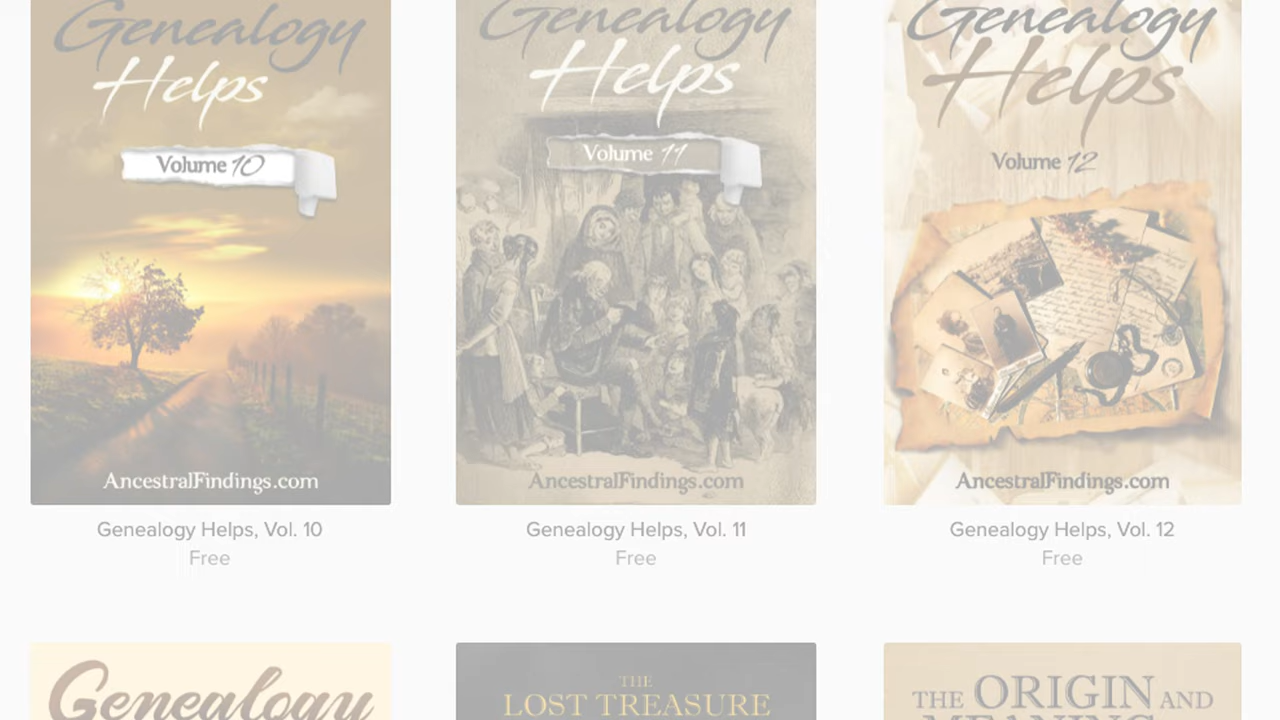 Genealogy
Helps
Volume 10
AncestralFindings.com
Genealogy Helps, Vol. 10
Free
Genealogy
Helps
Volume 11
AncestralFindings.com
Genealogy Helps, Vol. 11
Free
Genealogy
Helps
Volume 12
AncestralFindings.com
Genealogy Helps, Vol. 12
Free
Genealogy
THE
LOST TREASURE
THE ORIGIN AND
MEANING